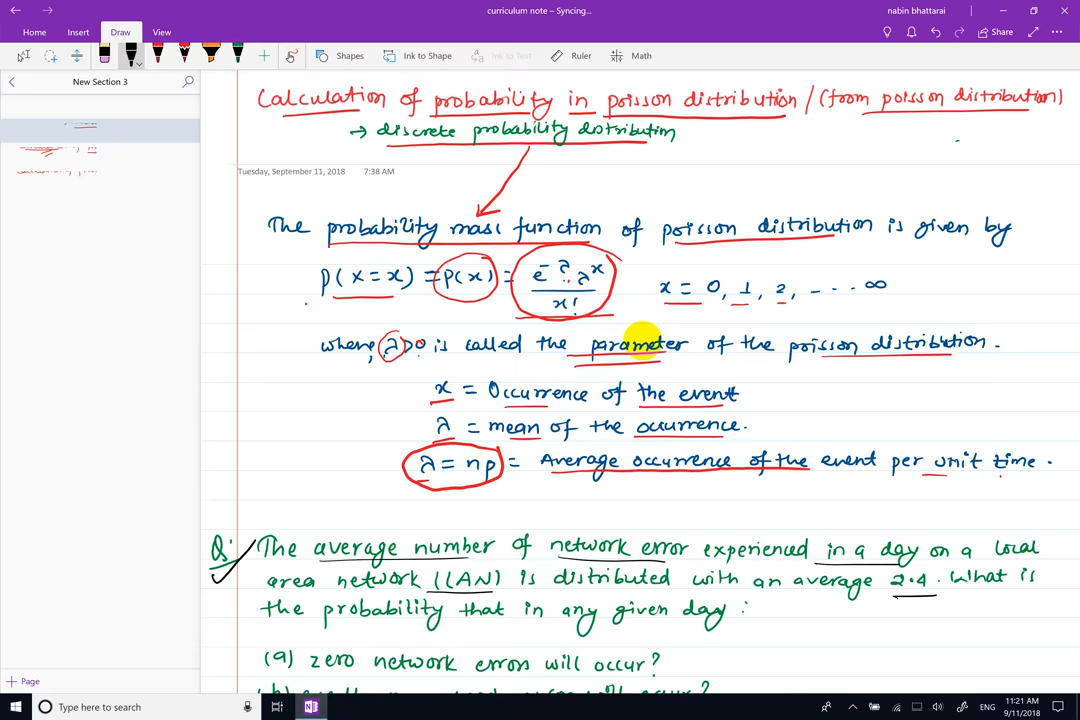 curriculum note - Syncing...
nabin bhattarai
Home Insert Draw View
Share
Shapes Ink to Shape Ink to Text Ruler Math
New Section 3
Calculation of probability in poisson distribution / (from poisson distribution)
→ discrete probability distribution
Tuesday, September 11, 2018 7:38 AM
The probability mass function of poisson distribution is given by
p(X=x) = p(x) = e^-λ λ^x / x! x = 0, 1, 2, - - - - ∞
where, λ>0 is called the parameter of the poisson distribution.
x = Occurrence of the event
λ = mean of the occurrence.
λ = np = Average occurrence of the event per unit time.
Q: The average number of network error experienced in a day on a local
area network (LAN) is distributed with an average 2.4. What is
the probability that in any given day:
(a) zero network errors will occur?
+ Page
Type here to search
ENG
11:21 AM
9/11/2018